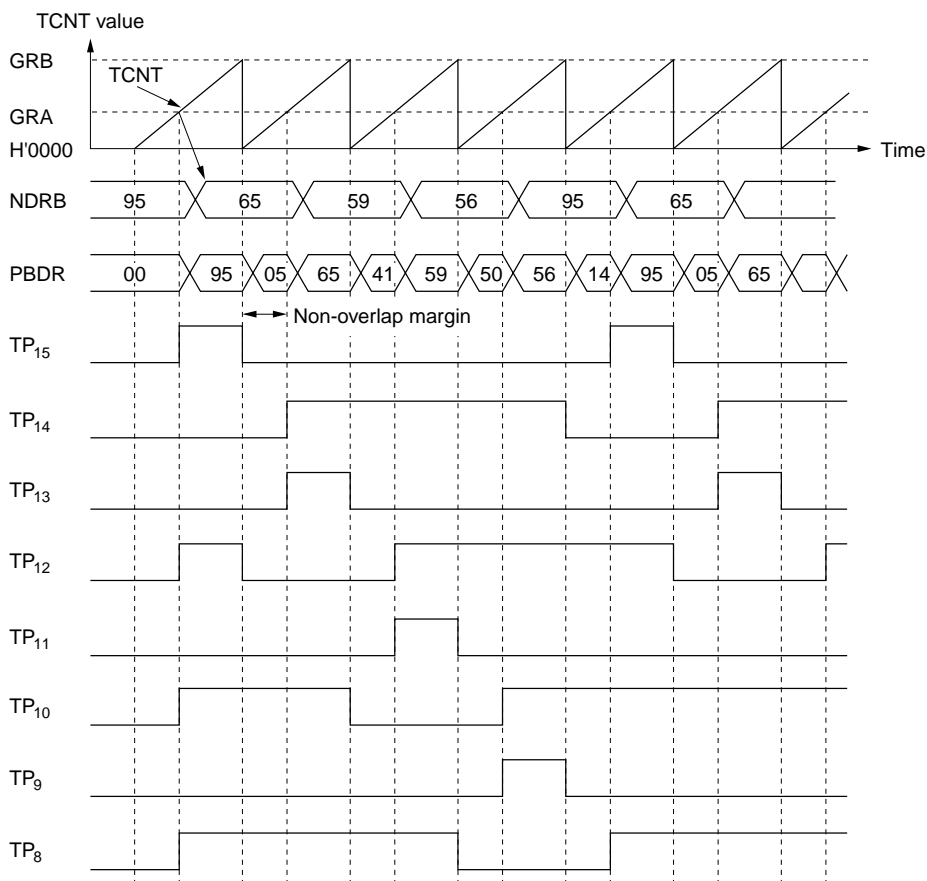 TCNT value
GRB
TCNT
GRA
H'0000
Time
NDRB 95 65 59 56 95 65
PBDR 00 95 05 65 41 59 50 56 14 95 05 65
Non-overlap margin
TP15
TP14
TP13
TP12
TP11
TP10
TP9
TP8